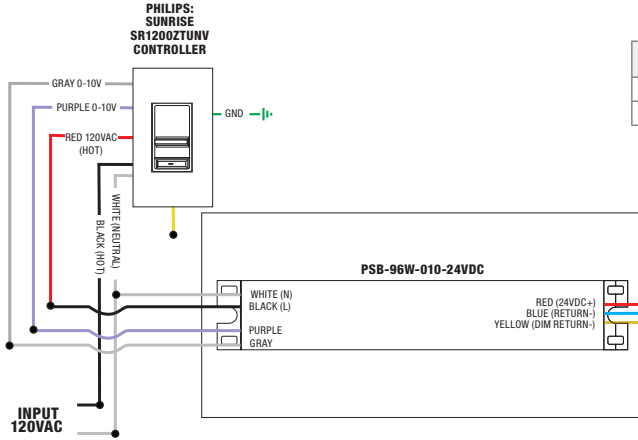 PHILIPS:
SUNRISE
SR1200ZTUNV
CONTROLLER
GRAY 0-10V
PURPLE 0-10V
RED 120VAC
(HOT)
GND
WHITE (NEUTRAL)
BLACK (HOT)
PSB-96W-010-24VDC
WHITE (N)
BLACK (L)
PURPLE
GRAY
RED (24VDC+)
BLUE (RETURN-)
YELLOW (DIM RETURN-)
INPUT
120VAC